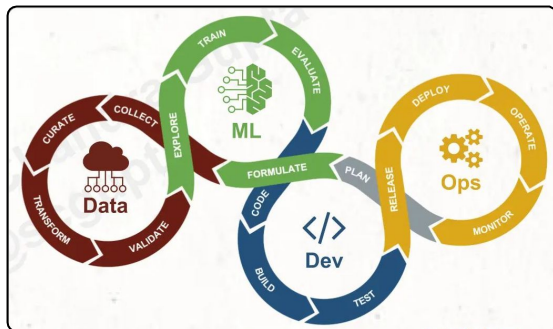 TRAIN
EVALUATE
EXPLORE
ML
FORMULATE
COLLECT
CURATE
TRANSFORM
VALIDATE
Data
PLAN
CODE
BUILD
TEST
Dev
RELEASE
DEPLOY
OPERATE
MONITOR
Ops